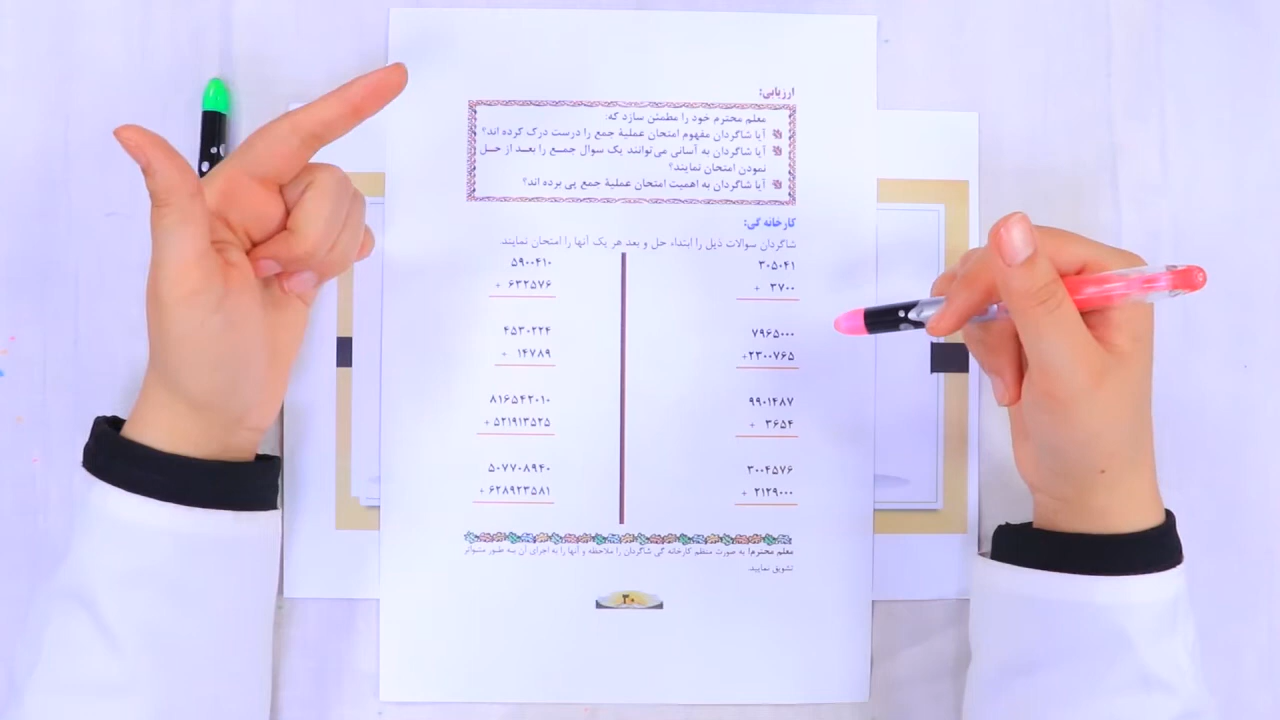 ارزیابی:
معلم محترم خود را مطمئن سازد که:
آیا شاگردان مفهوم امتحان عملیهٔ جمع را درست درک کرده اند؟
آیا شاگردان به آسانی می‌توانند یک سوال جمع را بعد از حل
نمودن امتحان نمایند؟
آیا شاگردان به اهمیت امتحان عملیهٔ جمع پی برده اند؟
کارخانه گی:
شاگردان سوالات ذیل را ابتداء حل و بعد هر یک آنها را امتحان نمایند.
۳۰۵۰۴۱
+ ۳۷۰۰
۷۹۶۵۰۰۰
+۲۳۰۰۷۶۵
۹۹۰۱۴۸۷
+ ۳۶۵۴
۳۰۰۴۵۷۶
+ ۲۱۲۹۰۰۰
۵۹۰۰۴۱۰
+ ۶۳۲۵۷۶
۴۵۳۰۲۲۴
+ ۱۴۷۸۹
۸۱۶۵۴۲۰۱۰
+ ۵۲۱۹۱۳۵۲۵
۵۰۷۷۰۸۹۴۰
+ ۶۲۸۹۲۳۵۸۱
معلم محترم! به صورت منظم کارخانه گی شاگردان را ملاحظه و آنها را به اجرای آن به طور متواتر
تشویق نمایید.
۳۰